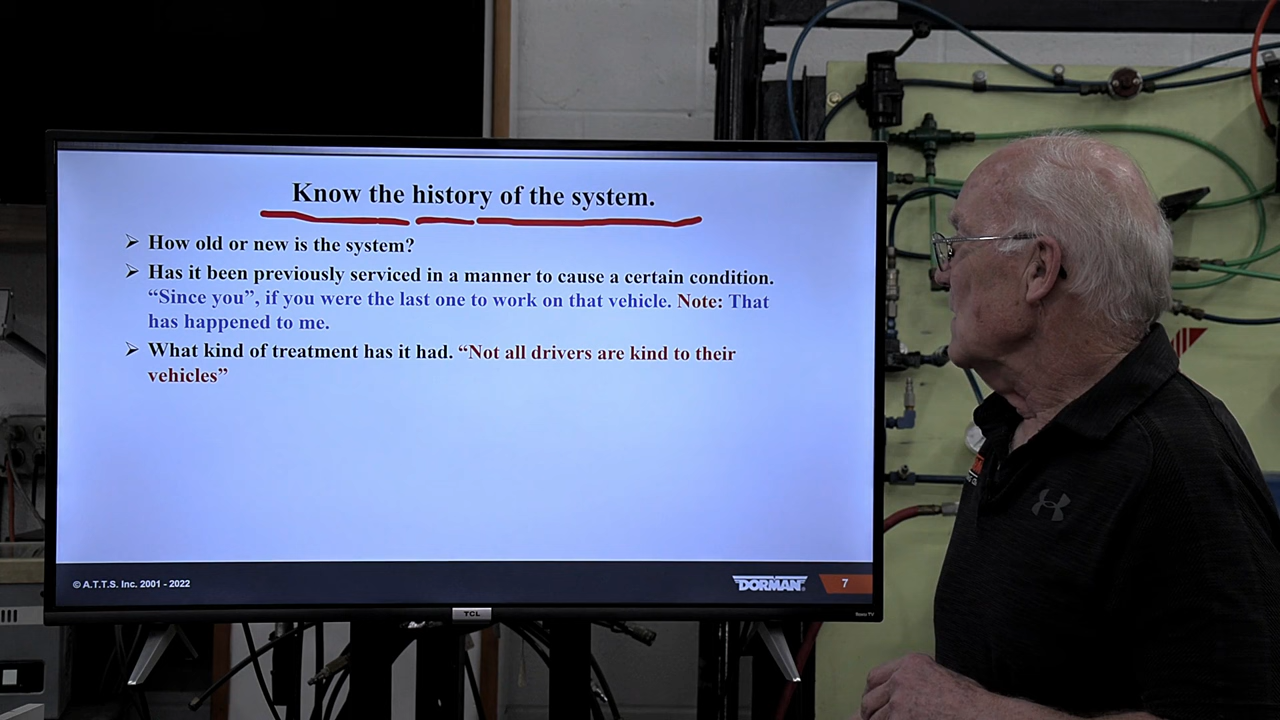 Know the history of the system.
➢ How old or new is the system?
➢ Has it been previously serviced in a manner to cause a certain condition.
“Since you”, if you were the last one to work on that vehicle. Note: That
has happened to me.
➢ What kind of treatment has it had. “Not all drivers are kind to their
vehicles”
© A.T.T.S. Inc. 2001 - 2022
DORMAN
7
TCL
Roku TV